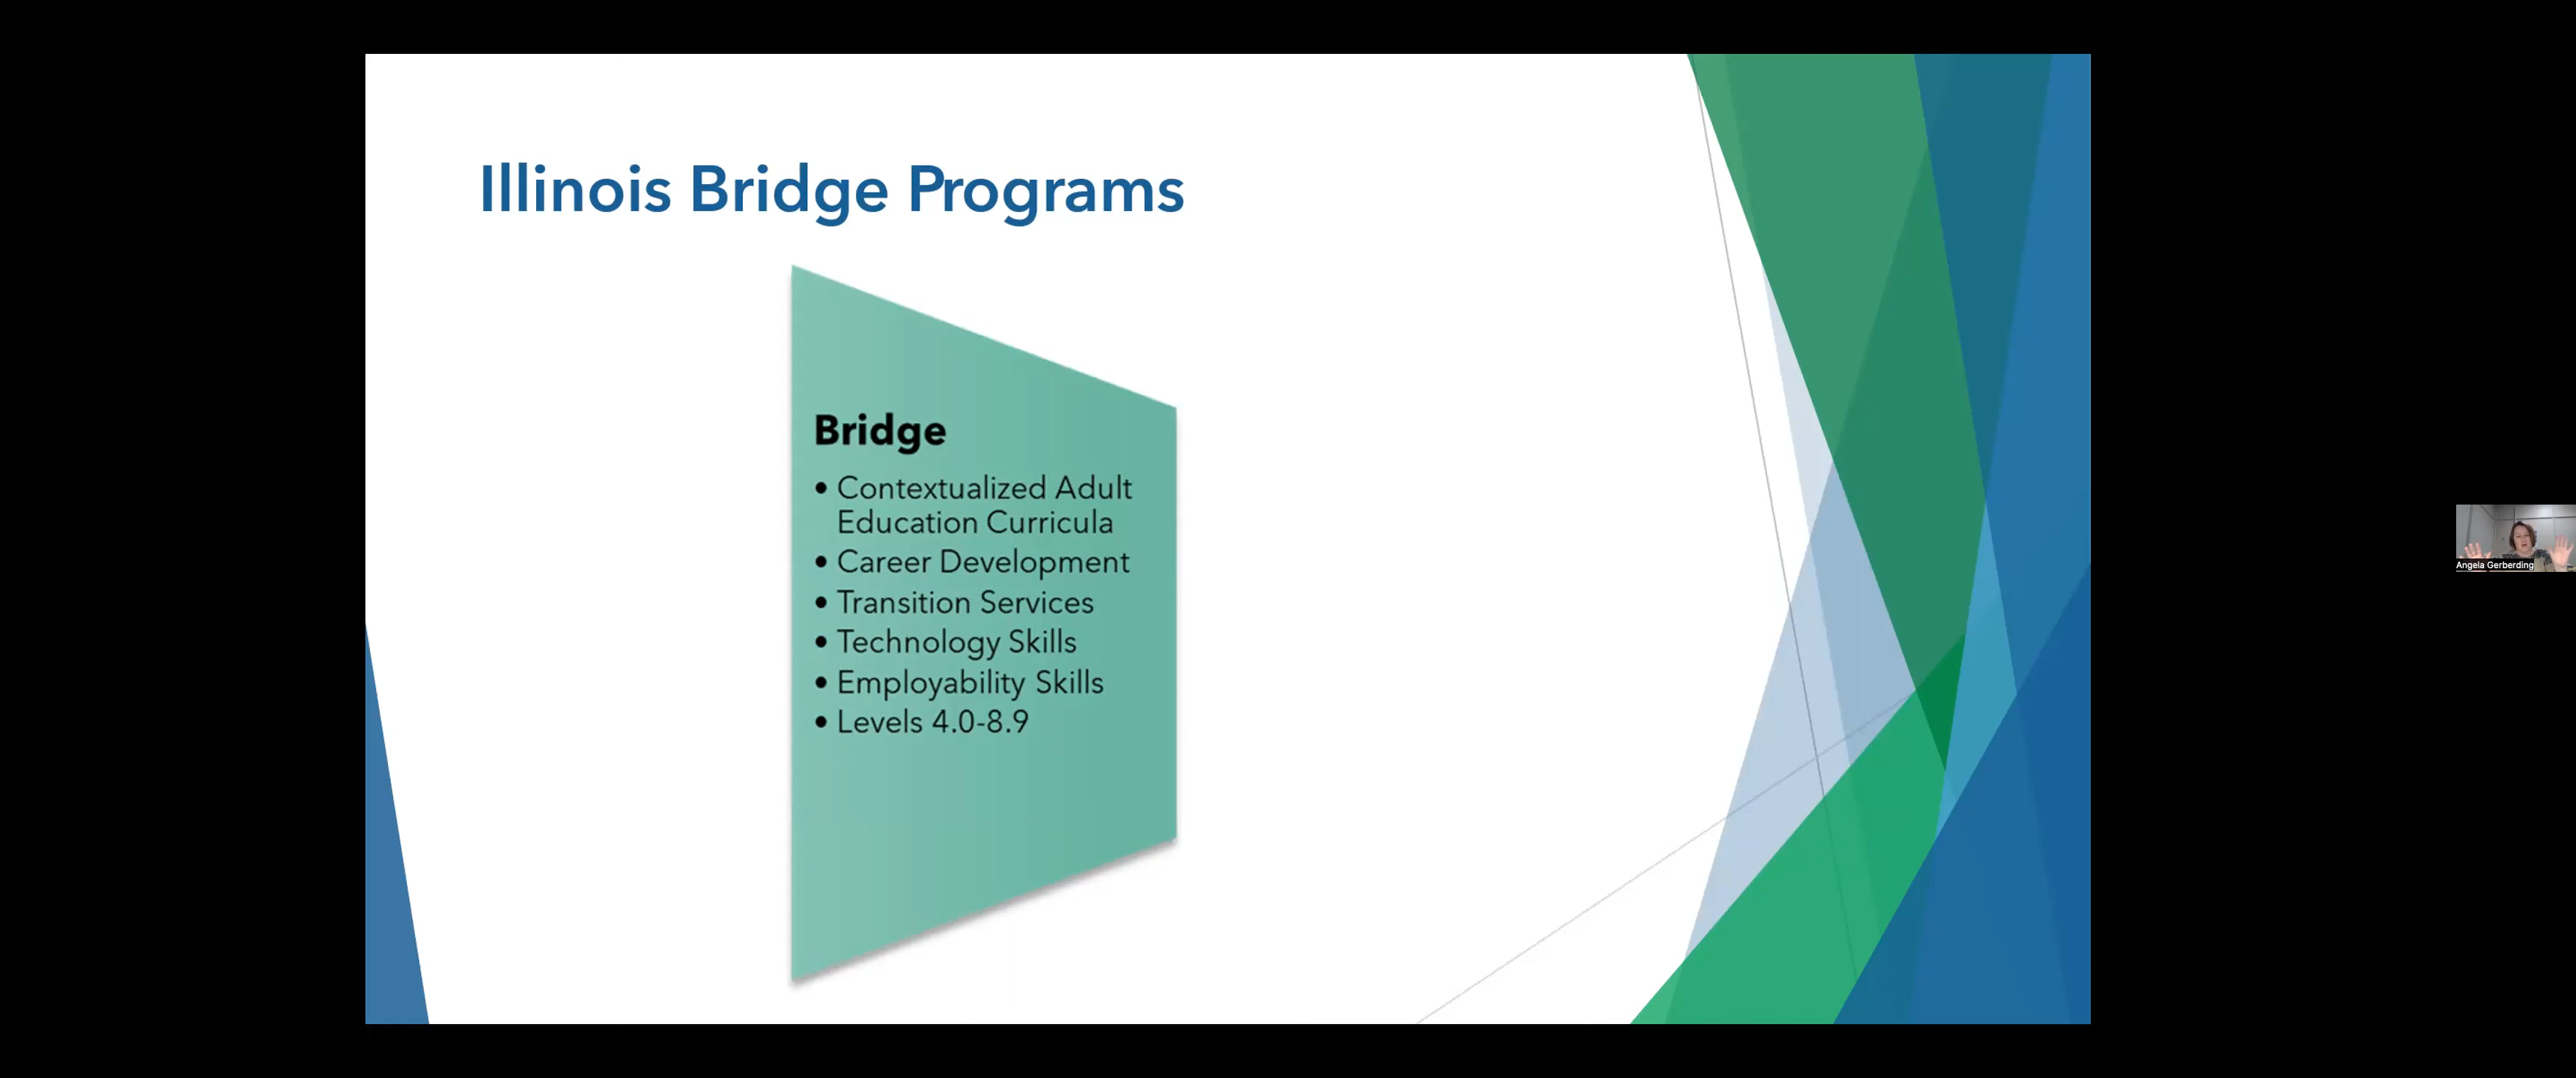 Illinois Bridge Programs
Bridge
• Contextualized Adult
Education Curricula
• Career Development
• Transition Services
• Technology Skills
• Employability Skills
• Levels 4.0-8.9
Angela Gerberding